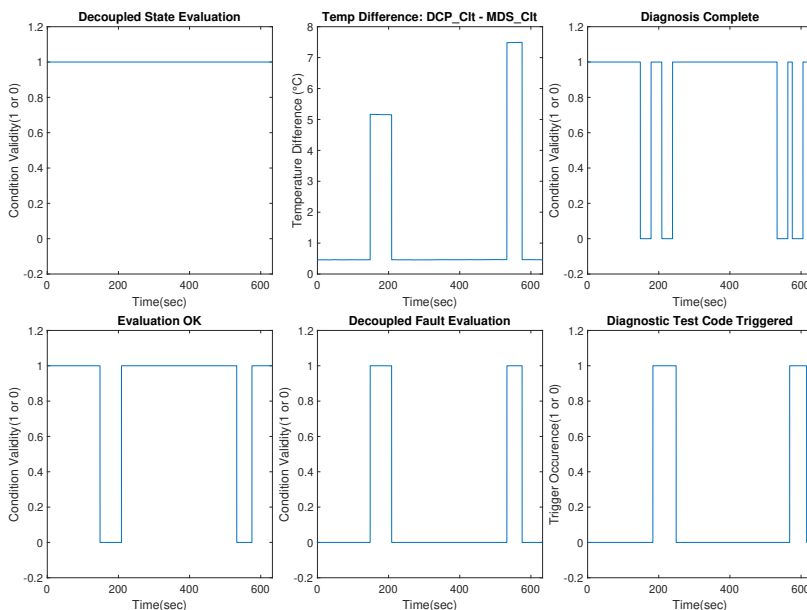 Decoupled State Evaluation
Condition Validity(1 or 0)
1.2
1
0.8
0.6
0.4
0.2
0
-0.2
0 200 400 600
Time(sec)
Temp Difference: DCP_Clt - MDS_Clt
Temperature Difference (°C)
8
7
6
5
4
3
2
1
0
0 200 400 600
Time(sec)
Diagnosis Complete
Condition Validity(1 or 0)
1.2
1
0.8
0.6
0.4
0.2
0
-0.2
0 200 400 600
Time(sec)
Evaluation OK
Condition Validity(1 or 0)
1.2
1
0.8
0.6
0.4
0.2
0
-0.2
0 200 400 600
Time(sec)
Decoupled Fault Evaluation
Condition Validity(1 or 0)
1.2
1
0.8
0.6
0.4
0.2
0
-0.2
0 200 400 600
Time(sec)
Diagnostic Test Code Triggered
Trigger Occurence(1 or 0)
1.2
1
0.8
0.6
0.4
0.2
0
-0.2
0 200 400 600
Time(sec)